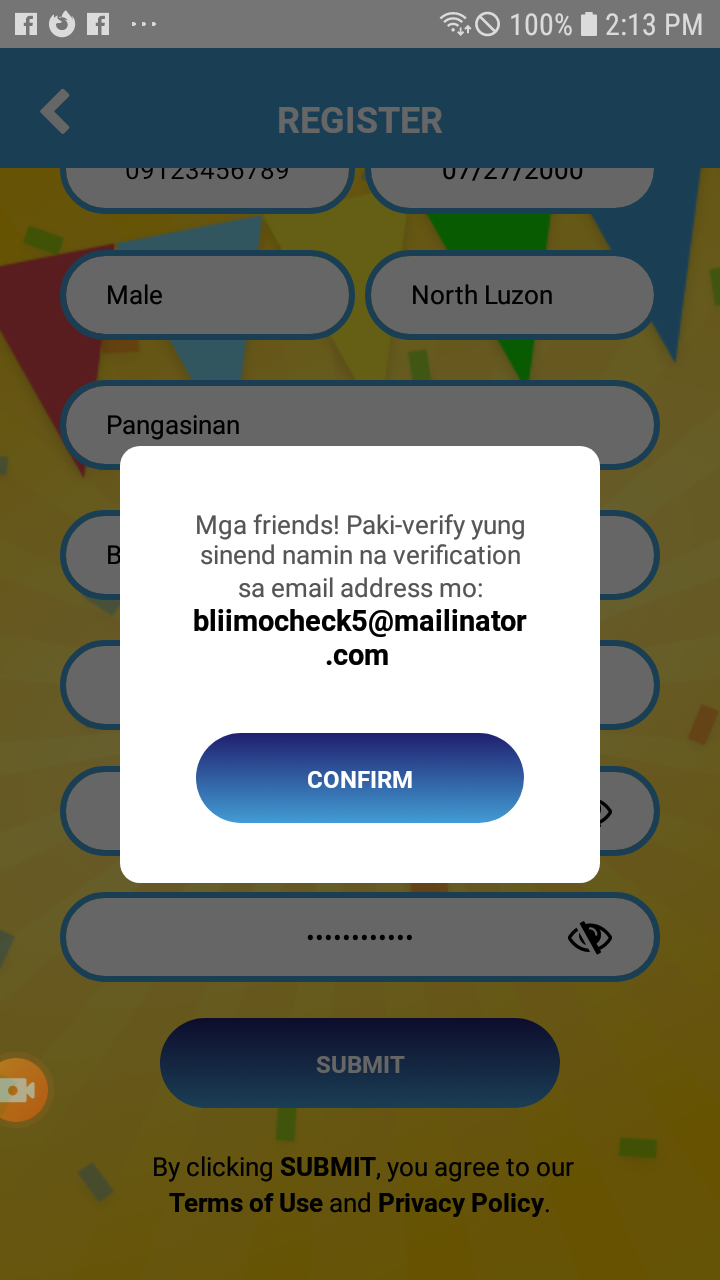 100% 2:13 PM
REGISTER
09123456789
07/27/2000
Male
North Luzon
Pangasinan
B
Mga friends! Paki-verify yung
sinend namin na verification
sa email address mo:
bliimocheck5@mailinator
.com
CONFIRM
SUBMIT
By clicking SUBMIT, you agree to our
Terms of Use and Privacy Policy.